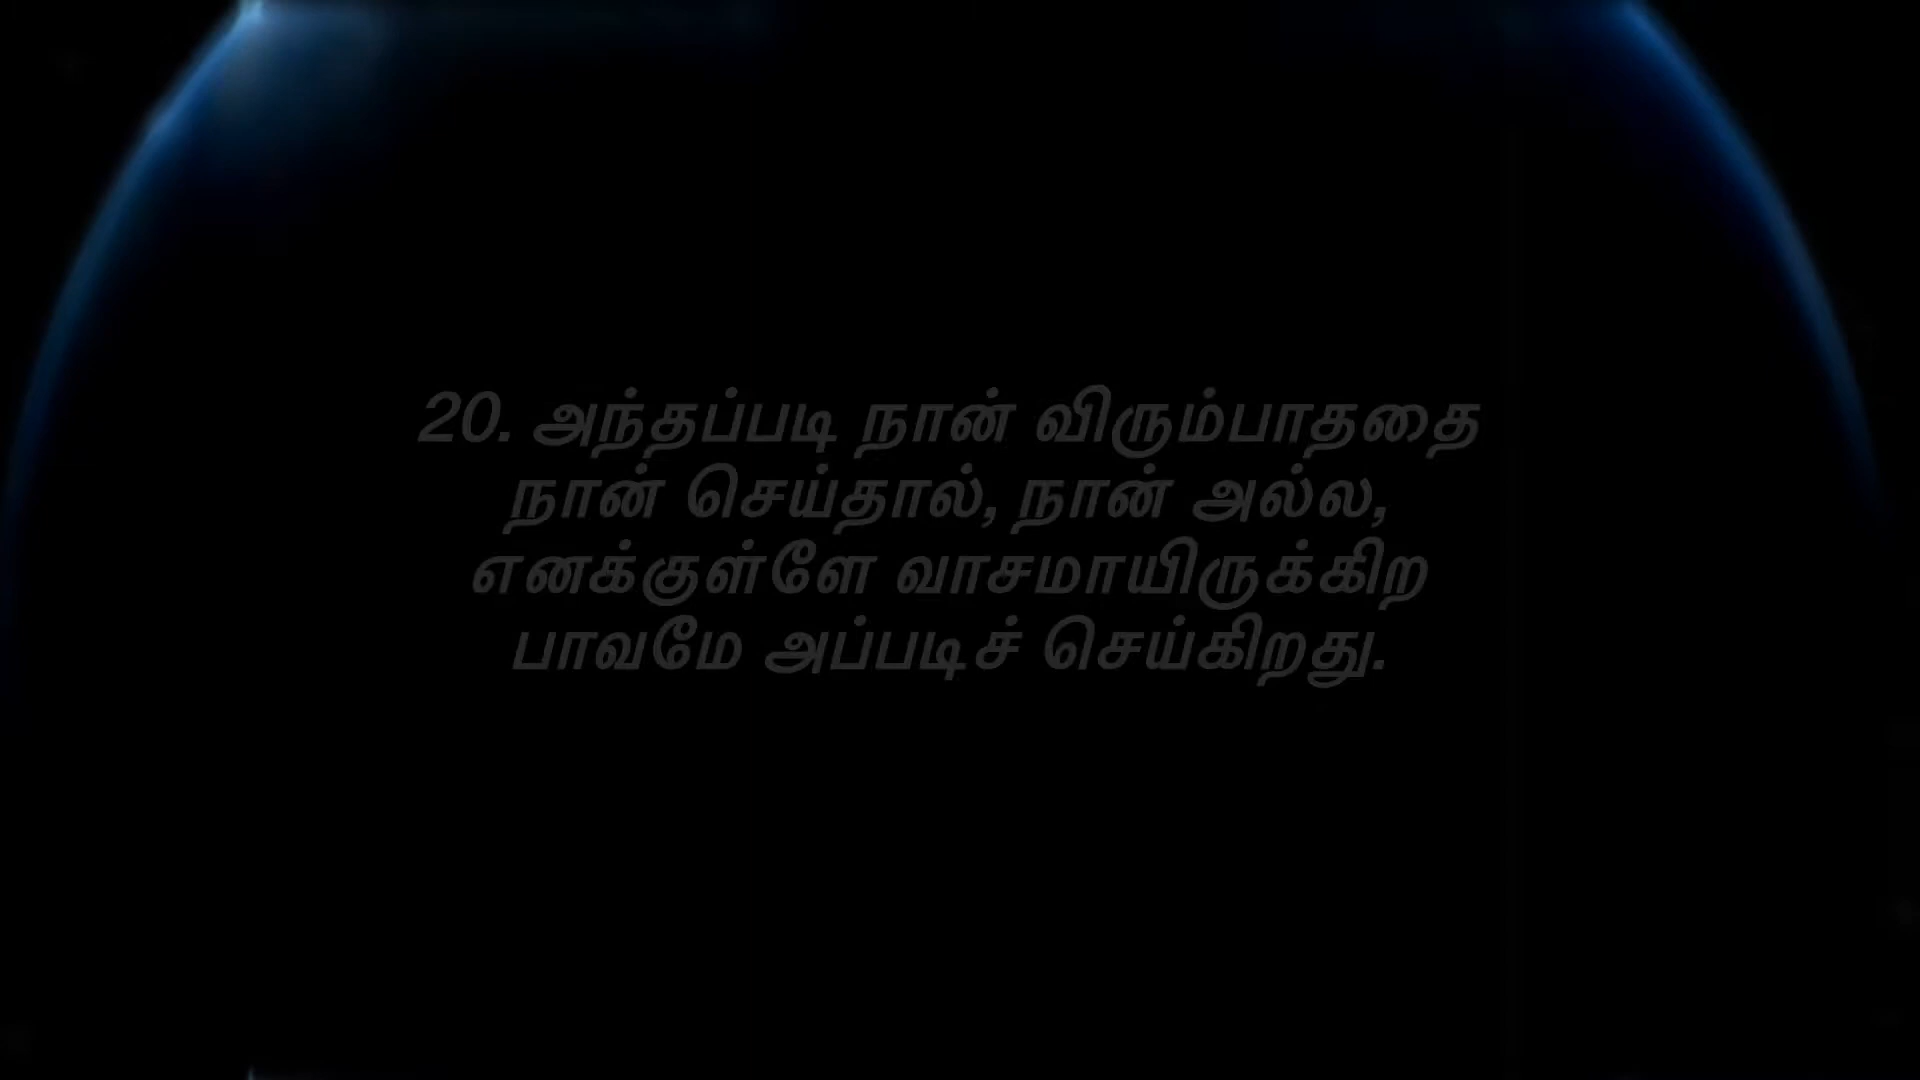 20. அந்தப்படி நான் விரும்பாததை
நான் செய்தால், நான் அல்ல,
எனக்குள்ளே வாசமாயிருக்கிற
பாவமே அப்படிச் செய்கிறது.